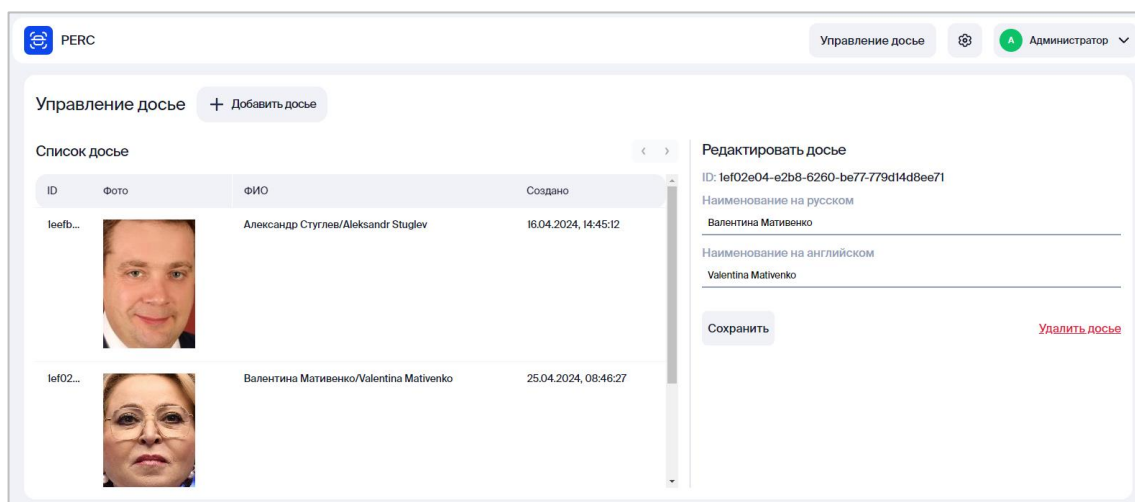 PERC
Управление досье
А Администратор
Управление досье
+ Добавить досье
Список досье
ID Фото ФИО Создано
1eefb... Александр Стуглев/Aleksandr Stuglev 16.04.2024, 14:45:12
1ef02... Валентина Мативенко/Valentina Mativenko 25.04.2024, 08:46:27
Редактировать досье
ID: 1ef02e04-e2b8-6260-be77-779d14d8ee71
Наименование на русском
Валентина Мативенко
Наименование на английском
Valentina Mativenko
Сохранить
Удалить досье